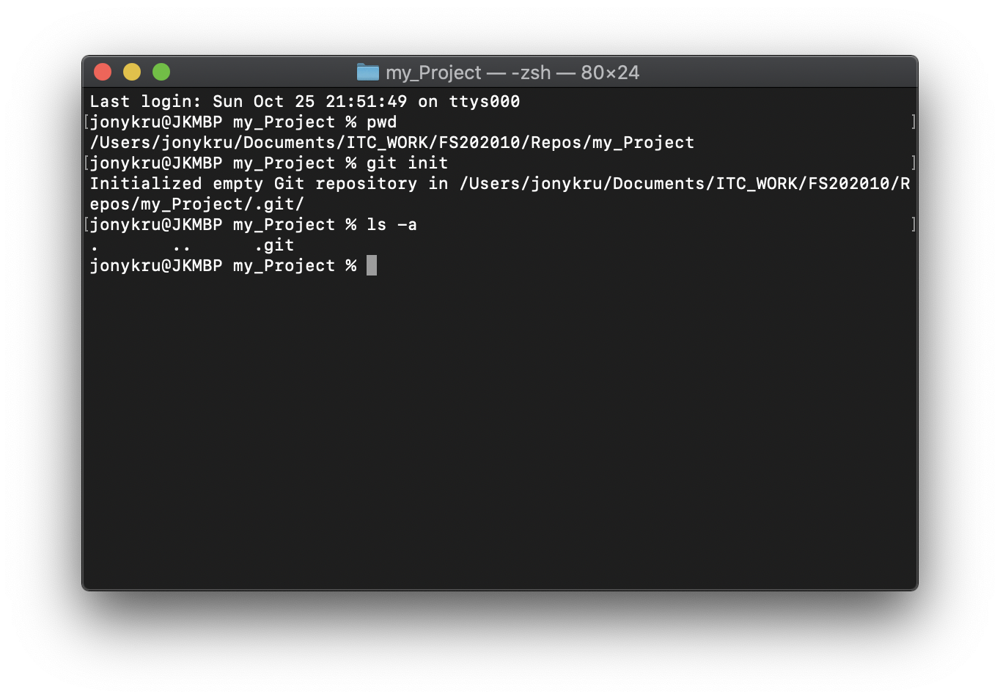 my_Project — -zsh — 80×24
Last login: Sun Oct 25 21:51:49 on ttys000
[jonykru@JKMBP my_Project % pwd ]
/Users/jonykru/Documents/ITC_WORK/FS202010/Repos/my_Project
[jonykru@JKMBP my_Project % git init ]
Initialized empty Git repository in /Users/jonykru/Documents/ITC_WORK/FS202010/R
epos/my_Project/.git/
[jonykru@JKMBP my_Project % ls -a ]
. .. .git
jonykru@JKMBP my_Project %